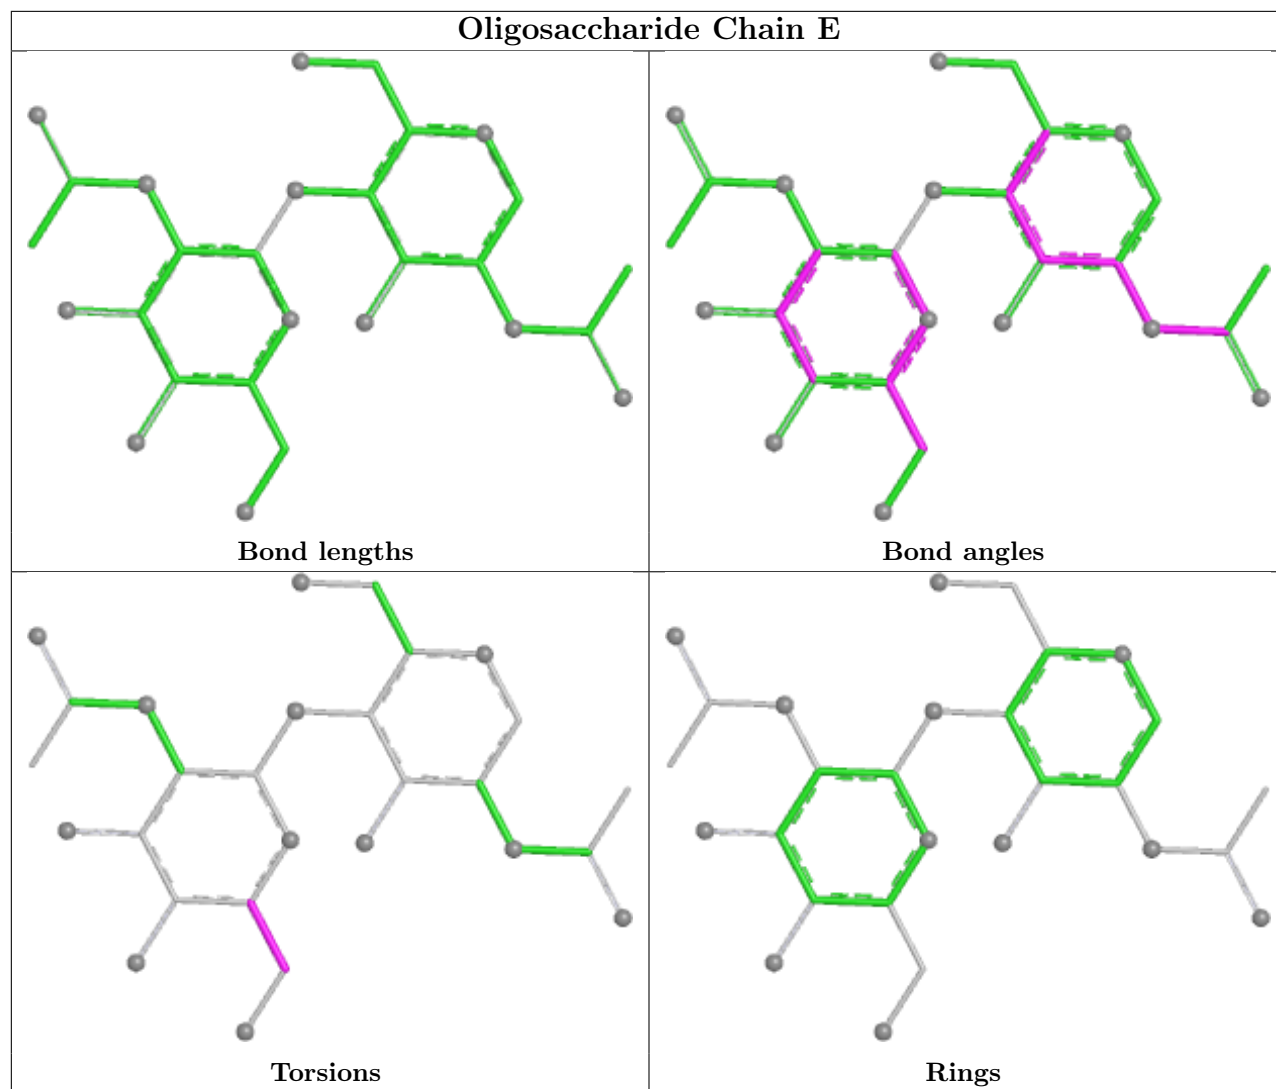 Oligosaccharide Chain E
Bond lengths
Bond angles
Torsions
Rings